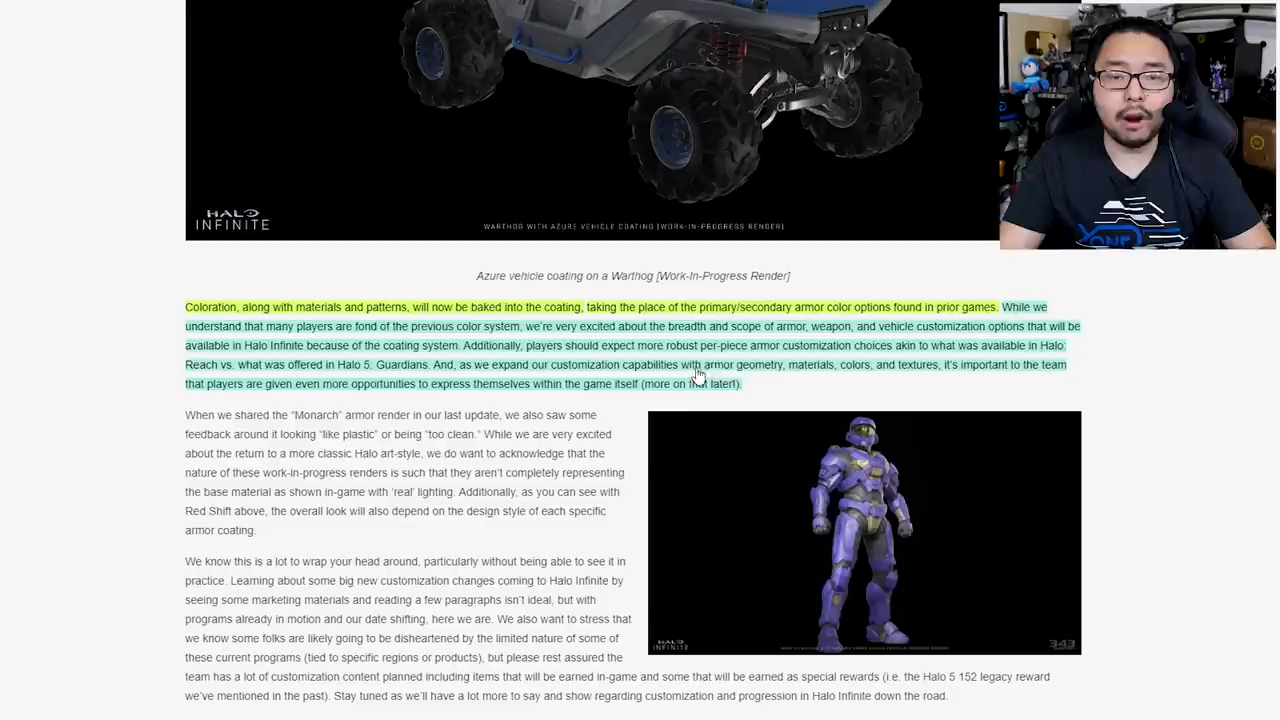 HALO
INFINITE
WARTHOG WITH AZURE VEHICLE COATING [WORK-IN-PROGRESS RENDER]
Azure vehicle coating on a Warthog [Work-In-Progress Render]
Coloration, along with materials and patterns, will now be baked into the coating, taking the place of the primary/secondary armor color options found in prior games. While we
understand that many players are fond of the previous color system, we're very excited about the breadth and scope of armor, weapon, and vehicle customization options that will be
available in Halo Infinite because of the coating system. Additionally, players should expect more robust per-piece armor customization choices akin to what was available in Halo:
Reach vs. what was offered in Halo 5: Guardians. And, as we expand our customization capabilities with armor geometry, materials, colors, and textures, it's important to the team
that players are given even more opportunities to express themselves within the game itself (more on that later!).
When we shared the “Monarch” armor render in our last update, we also saw some
feedback around it looking “like plastic” or being “too clean.” While we are very excited
about the return to a more classic Halo art-style, we do want to acknowledge that the
nature of these work-in-progress renders is such that they aren't completely representing
the base material as shown in-game with 'real' lighting. Additionally, as you can see with
Red Shift above, the overall look will also depend on the design style of each specific
armor coating.
We know this is a lot to wrap your head around, particularly without being able to see it in
practice. Learning about some big new customization changes coming to Halo Infinite by
seeing some marketing materials and reading a few paragraphs isn't ideal, but with
programs already in motion and our date shifting, here we are. We also want to stress that
we know some folks are likely going to be disheartened by the limited nature of some of
these current programs (tied to specific regions or products), but please rest assured the
team has a lot of customization content planned including items that will be earned in-game and some that will be earned as special rewards (i.e. the Halo 5 152 legacy reward
we've mentioned in the past). Stay tuned as we'll have a lot more to say and show regarding customization and progression in Halo Infinite down the road.
HALO
INFINITE
343